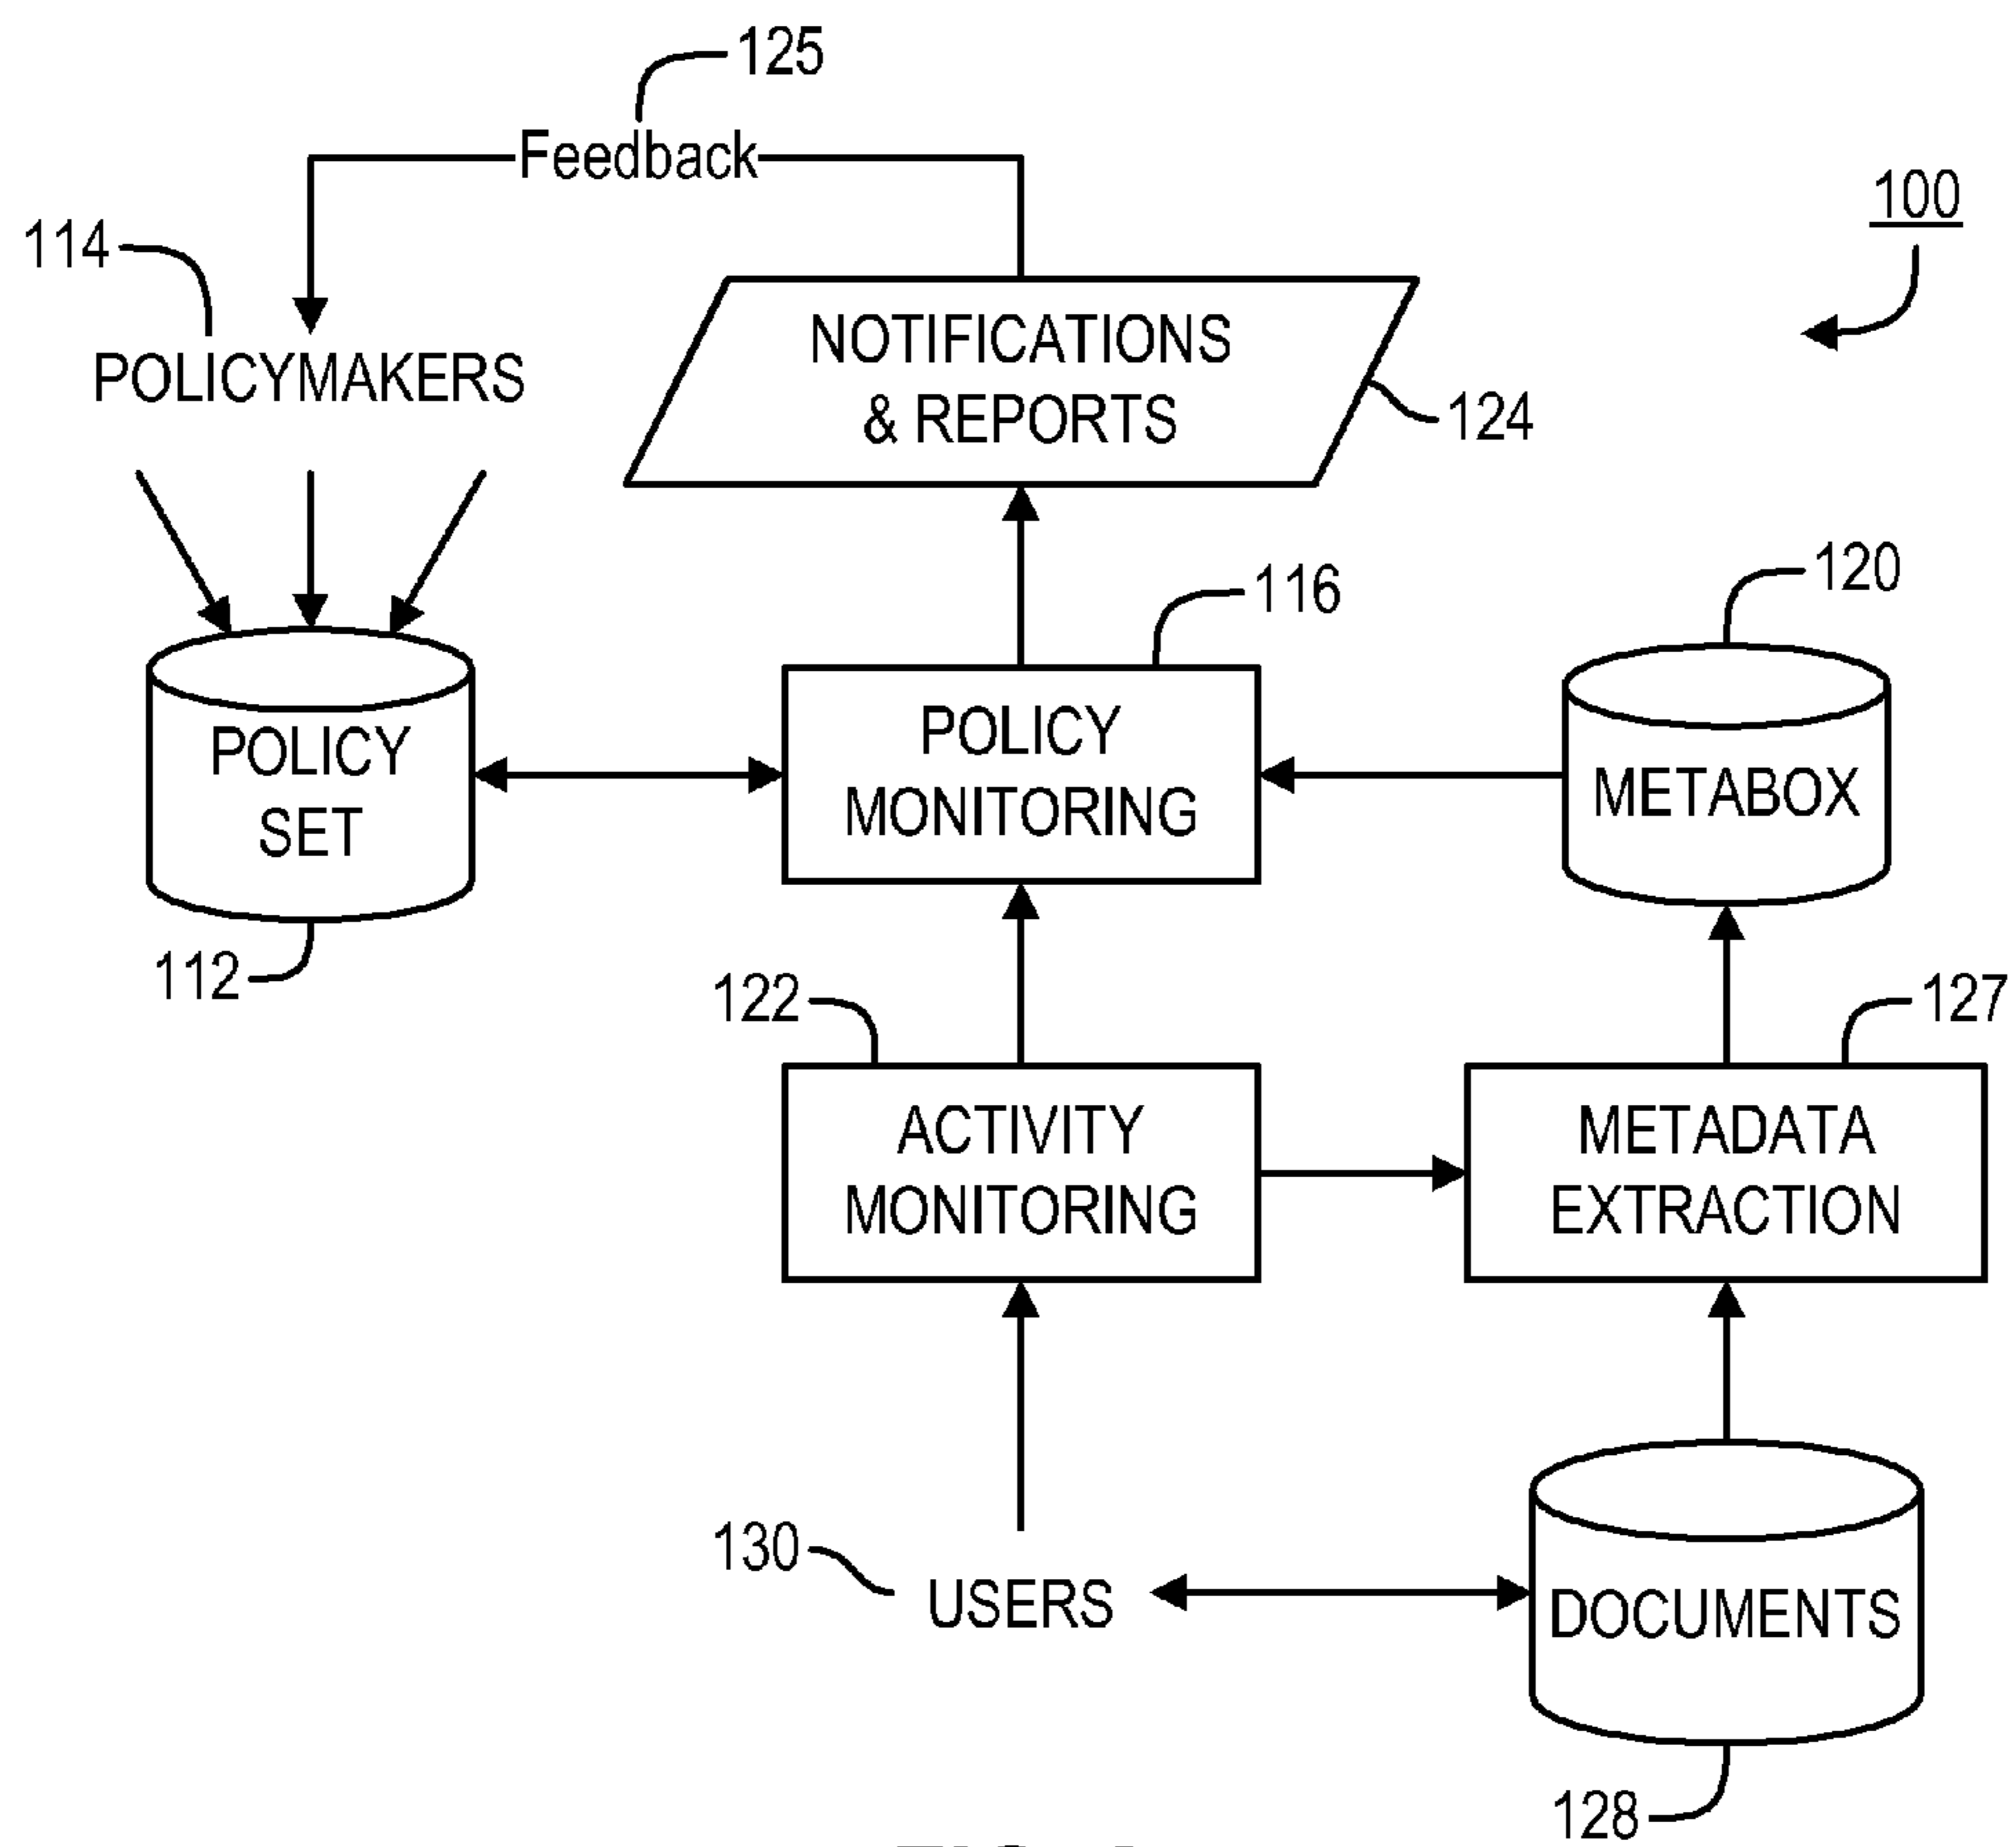 125
Feedback
100
114
POLICYMAKERS
NOTIFICATIONS
& REPORTS
124
116
120
POLICY
SET
POLICY
MONITORING
METABOX
112
122
127
ACTIVITY
MONITORING
METADATA
EXTRACTION
130
USERS
DOCUMENTS
128